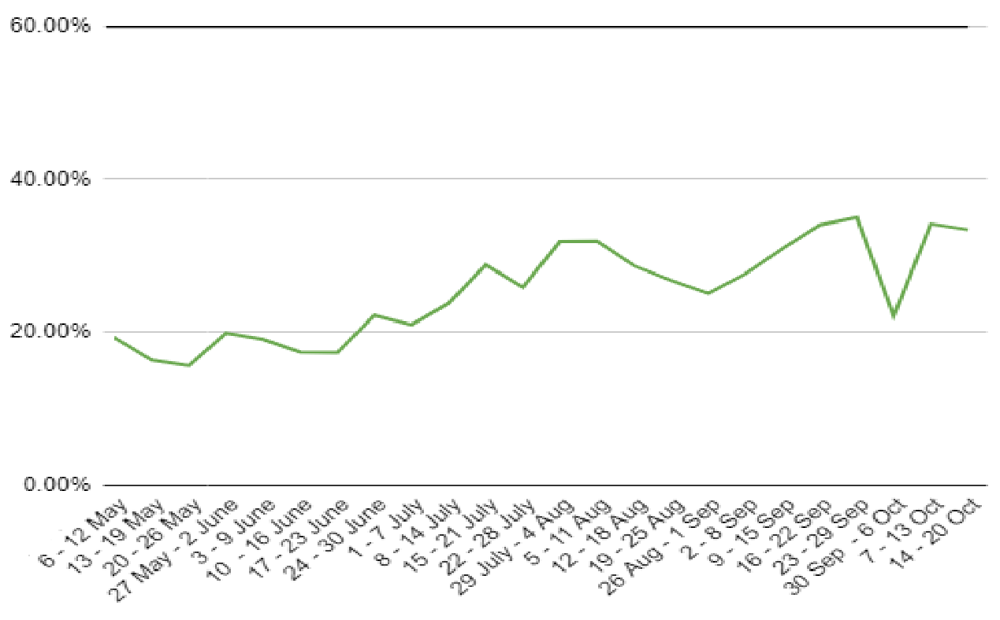 60.00%
40.00%
20.00%
0.00%
6 - 12 May
13 - 19 May
20 - 26 May
27 May - 2 June
3 - 9 June
10 - 16 June
17 - 23 June
24 - 30 June
1 - 7 July
8 - 14 July
15 - 21 July
22 - 28 July
29 July - 4 Aug
5 - 11 Aug
12 - 18 Aug
19 - 25 Aug
26 Aug - 1 Sep
2 - 8 Sep
9 - 15 Sep
16 - 22 Sep
23 - 29 Sep
30 Sep - 6 Oct
7 - 13 Oct
14 - 20 Oct